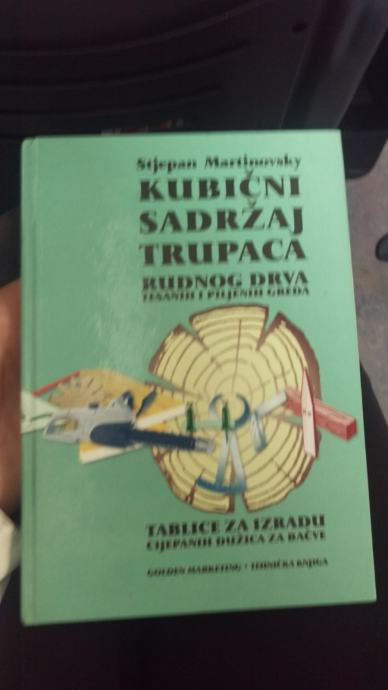 Stjepan Martinovsky
KUBIČNI
SADRŽAJ
TRUPACA
RUDNOG DRVA
TESANIH I PILJENIH GREDA
TABLICE ZA IZRADU
CIJEPANIH DUŽICA ZA BAČVE
GOLDEN MARKETING - TEHNIČKA KNJIGA